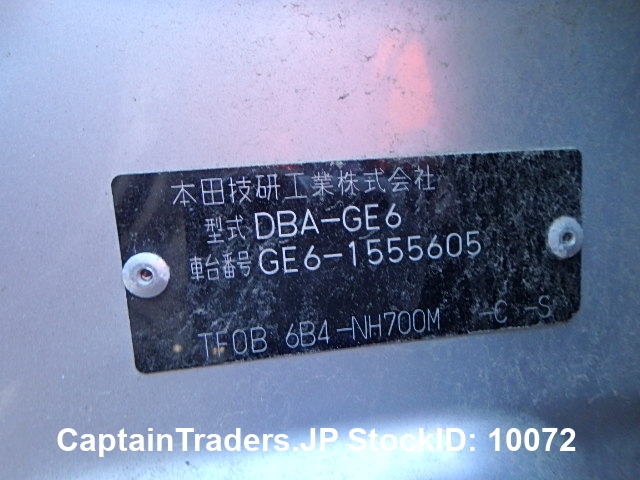 本田技研工業株式会社
型式 DBA-GE6
車台番号 GE6-1555605
TF0B 6B4-NH700M -C -S
CaptainTraders.JP StockID: 10072